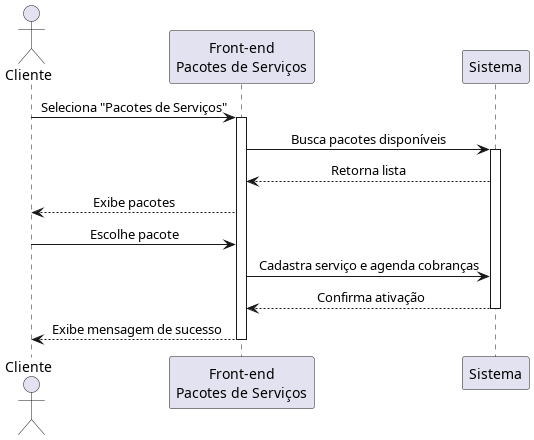 Cliente
Front-end
Pacotes de Serviços
Sistema
Seleciona "Pacotes de Serviços"
Busca pacotes disponíveis
Retorna lista
Exibe pacotes
Escolhe pacote
Cadastra serviço e agenda cobranças
Confirma ativação
Exibe mensagem de sucesso
Cliente
Front-end
Pacotes de Serviços
Sistema